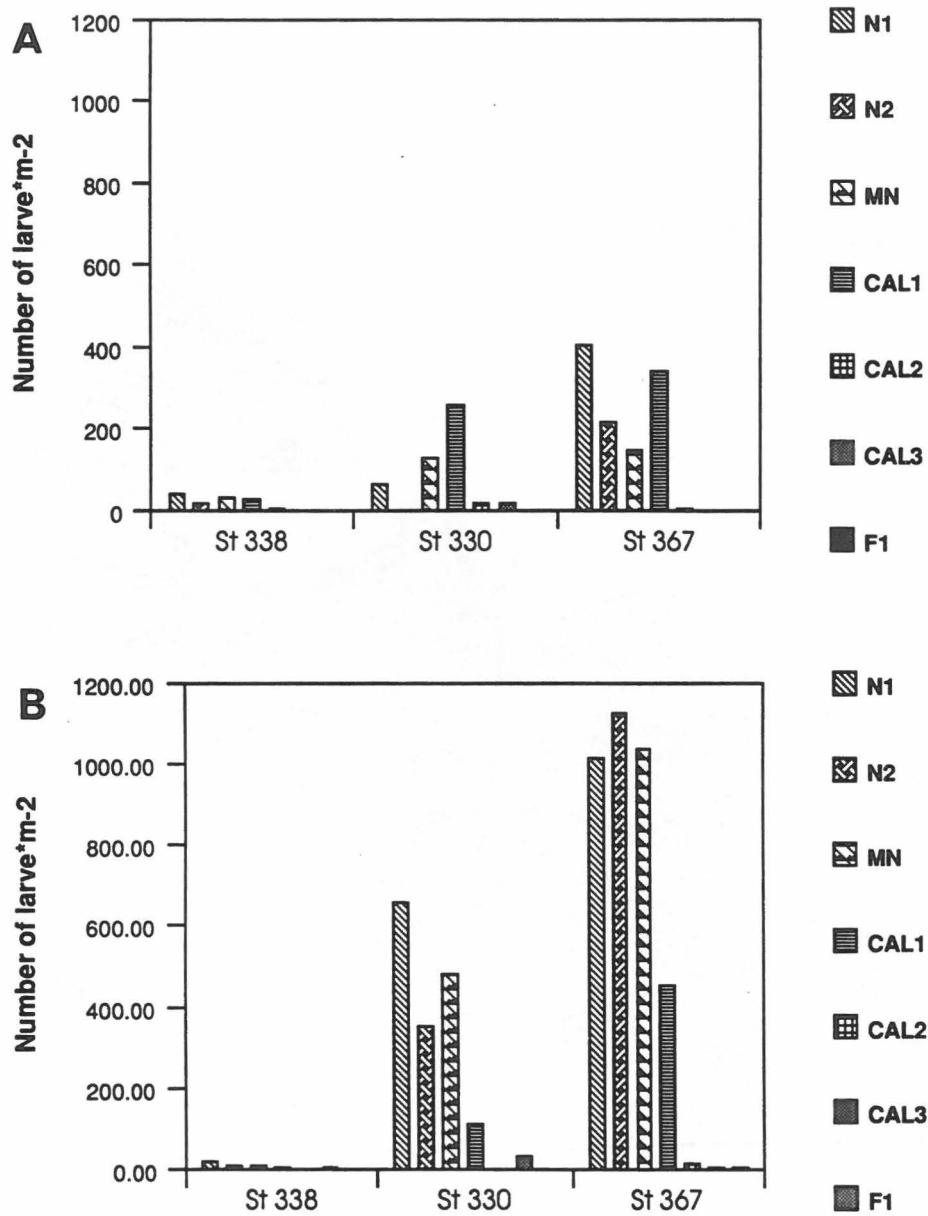 A
Number of larve*m-2
1200
1000
800
600
400
200
0
St 338
St 330
St 367
N1
N2
MN
CAL1
CAL2
CAL3
F1
B
Number of larve*m-2
1200.00
1000.00
800.00
600.00
400.00
200.00
0.00
St 338
St 330
St 367
N1
N2
MN
CAL1
CAL2
CAL3
F1